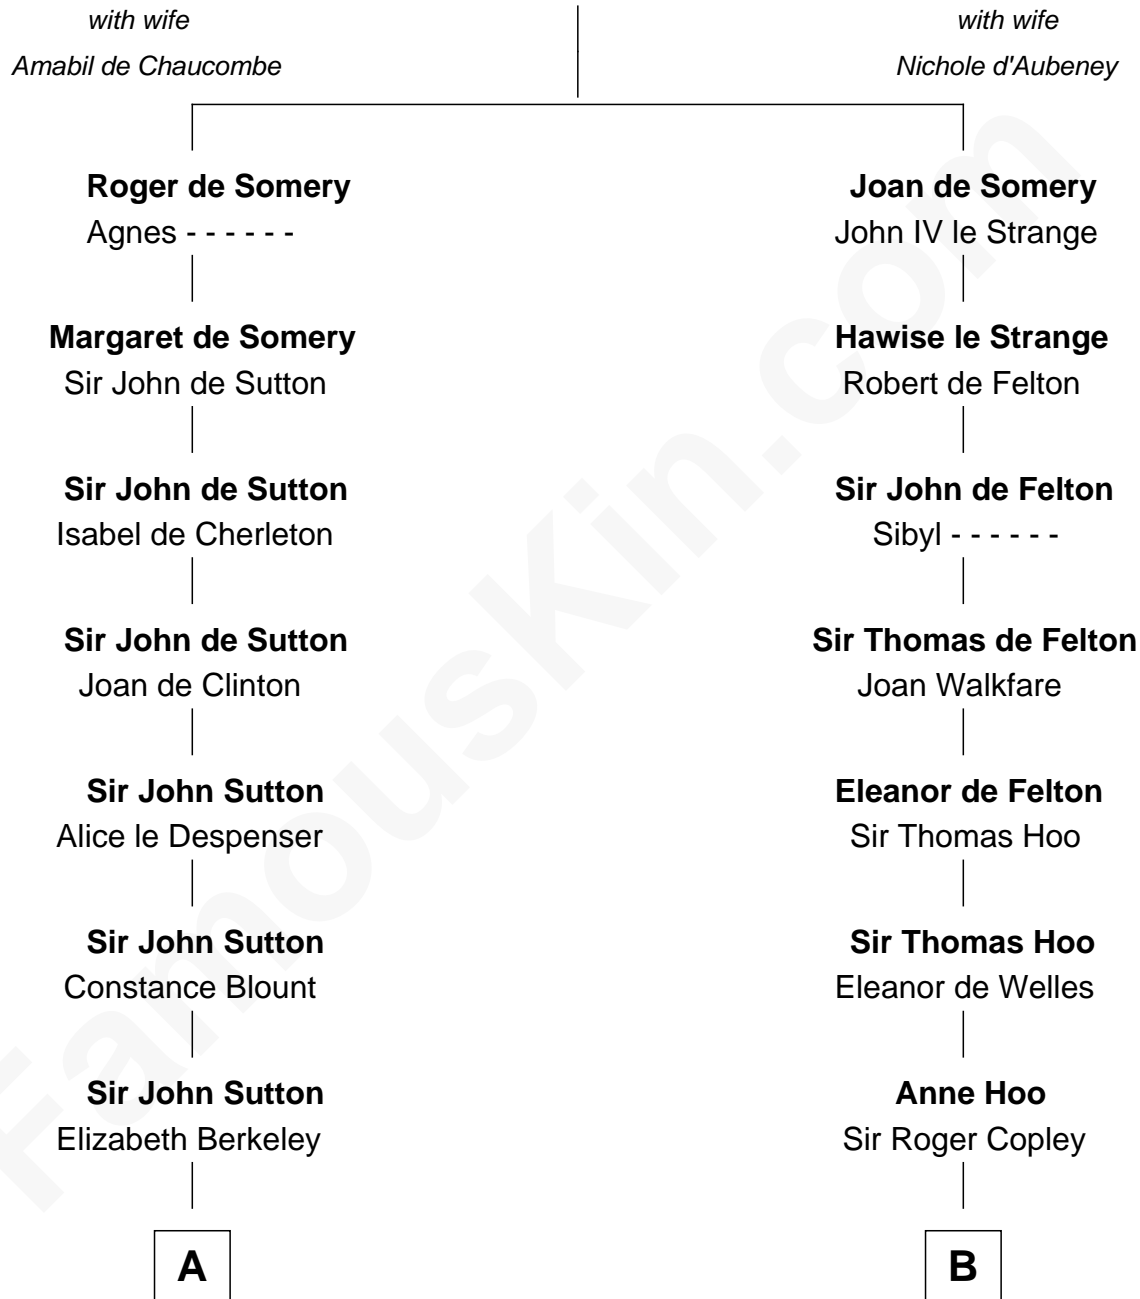 with wife
Amabil de Chaucombe
with wife
Nichole d'Aubeney
Roger de Somery
Agnes - - - - - -
Joan de Somery
John IV le Strange
Margaret de Somery
Sir John de Sutton
Hawise le Strange
Robert de Felton
Sir John de Sutton
Isabel de Cherleton
Sir John de Felton
Sibyl - - - - - -
Sir John de Sutton
Joan de Clinton
Sir Thomas de Felton
Joan Walkfare
Sir John Sutton
Alice le Despenser
Eleanor de Felton
Sir Thomas Hoo
Sir John Sutton
Constance Blount
Sir Thomas Hoo
Eleanor de Welles
Sir John Sutton
Elizabeth Berkeley
Anne Hoo
Sir Roger Copley
A
B
FamousKin.com